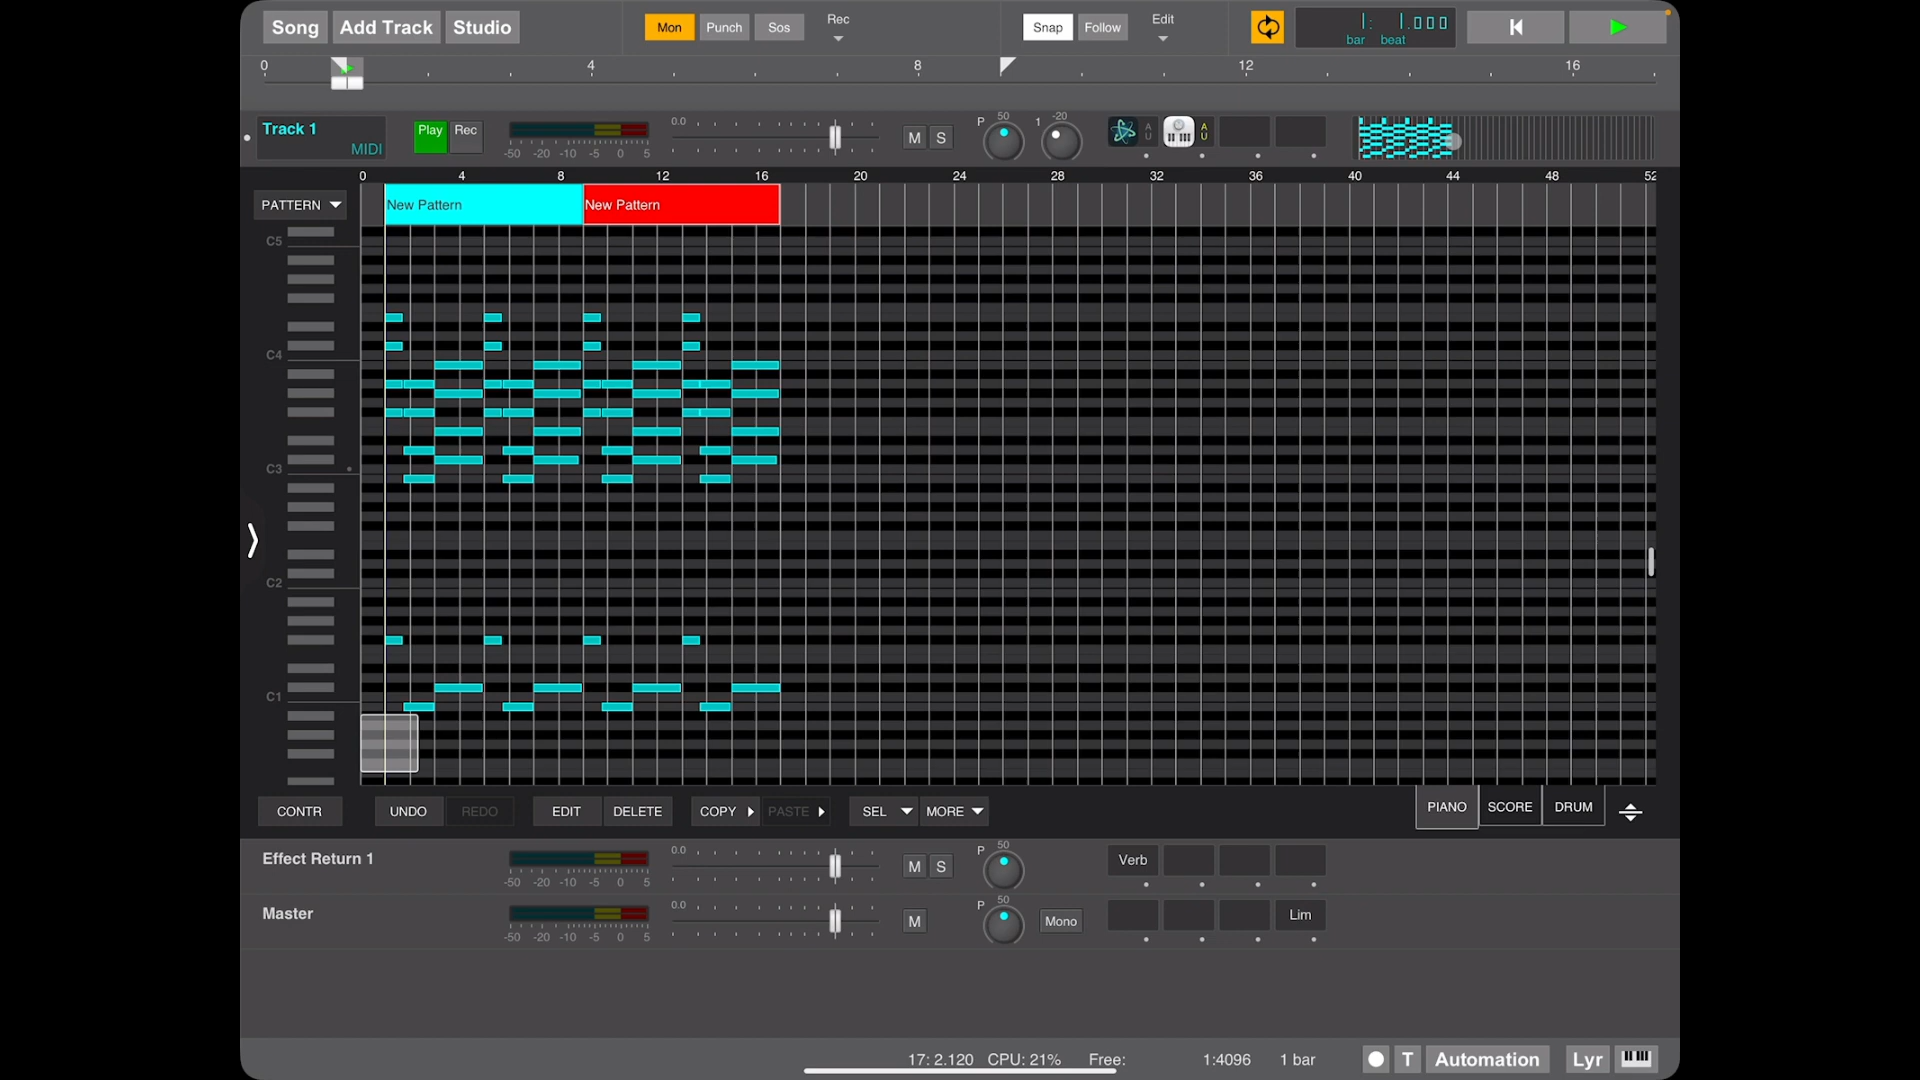 Song Add Track Studio Mon Punch Sos Rec Snap Follow Edit 1: 1.000
bar beat
0 4 8 12 16
Track 1 MIDI Play Rec -50 -20 -10 -5 0 5 0.0 M S P 50 1 -20 A U A U
0 4 8 12 16 20 24 28 32 36 40 44 48 52
PATTERN New Pattern New Pattern
C5
C4
C3
C2
C1
CONTR UNDO REDO EDIT DELETE COPY PASTE SEL MORE PIANO SCORE DRUM
Effect Return 1 -50 -20 -10 -5 0 5 0.0 M S P 50 Verb
Master -50 -20 -10 -5 0 5 0.0 M P 50 Mono Lim
17: 2.120 CPU: 21% Free: 1:4096 1 bar T Automation Lyr